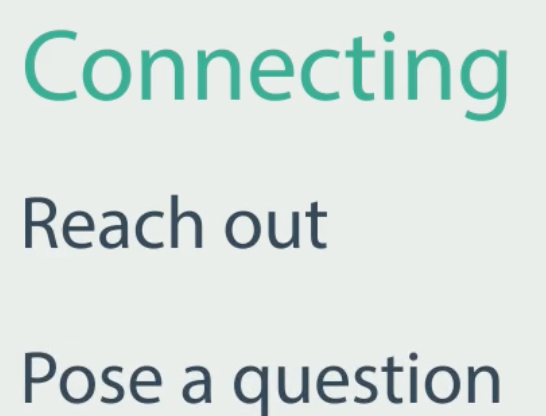 Connecting
Reach out
Pose a question